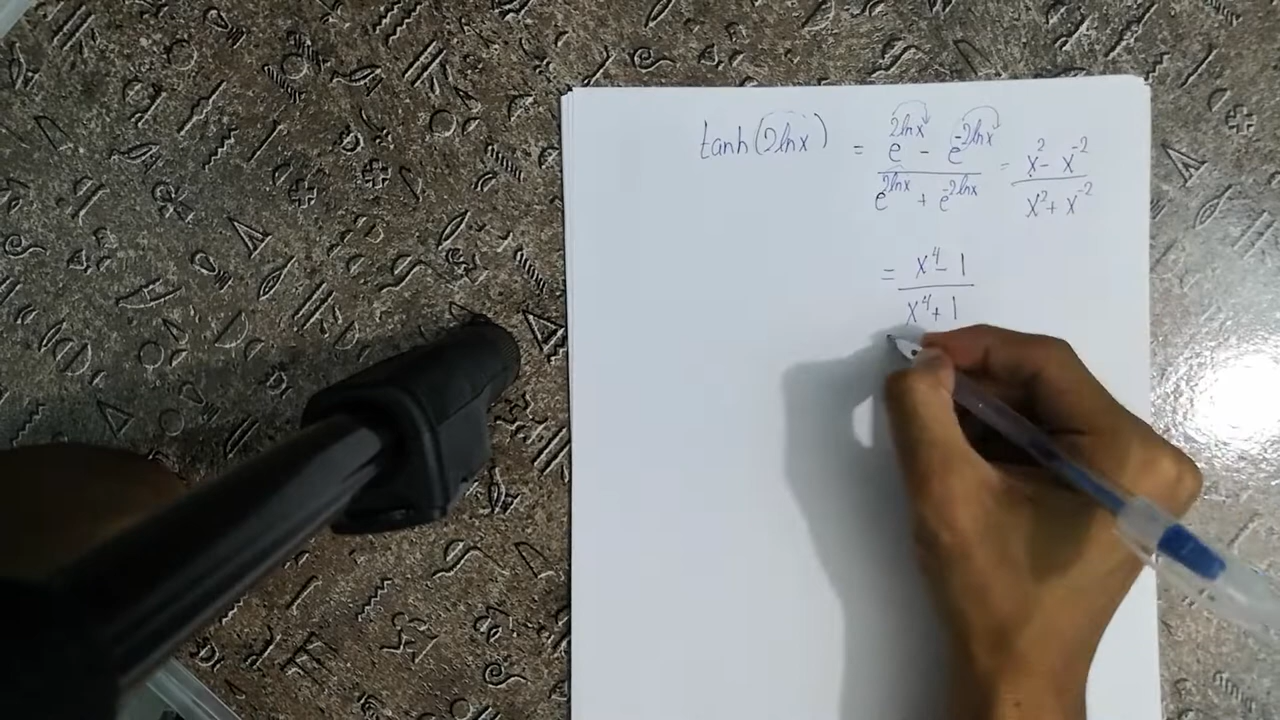 tanh(2lnx) = (e^{2lnx} - e^{-2lnx})/(e^{2lnx} + e^{-2lnx}) = (x^2 - x^{-2})/(x^2 + x^{-2})
= (x^4 - 1)/(x^4 + 1)